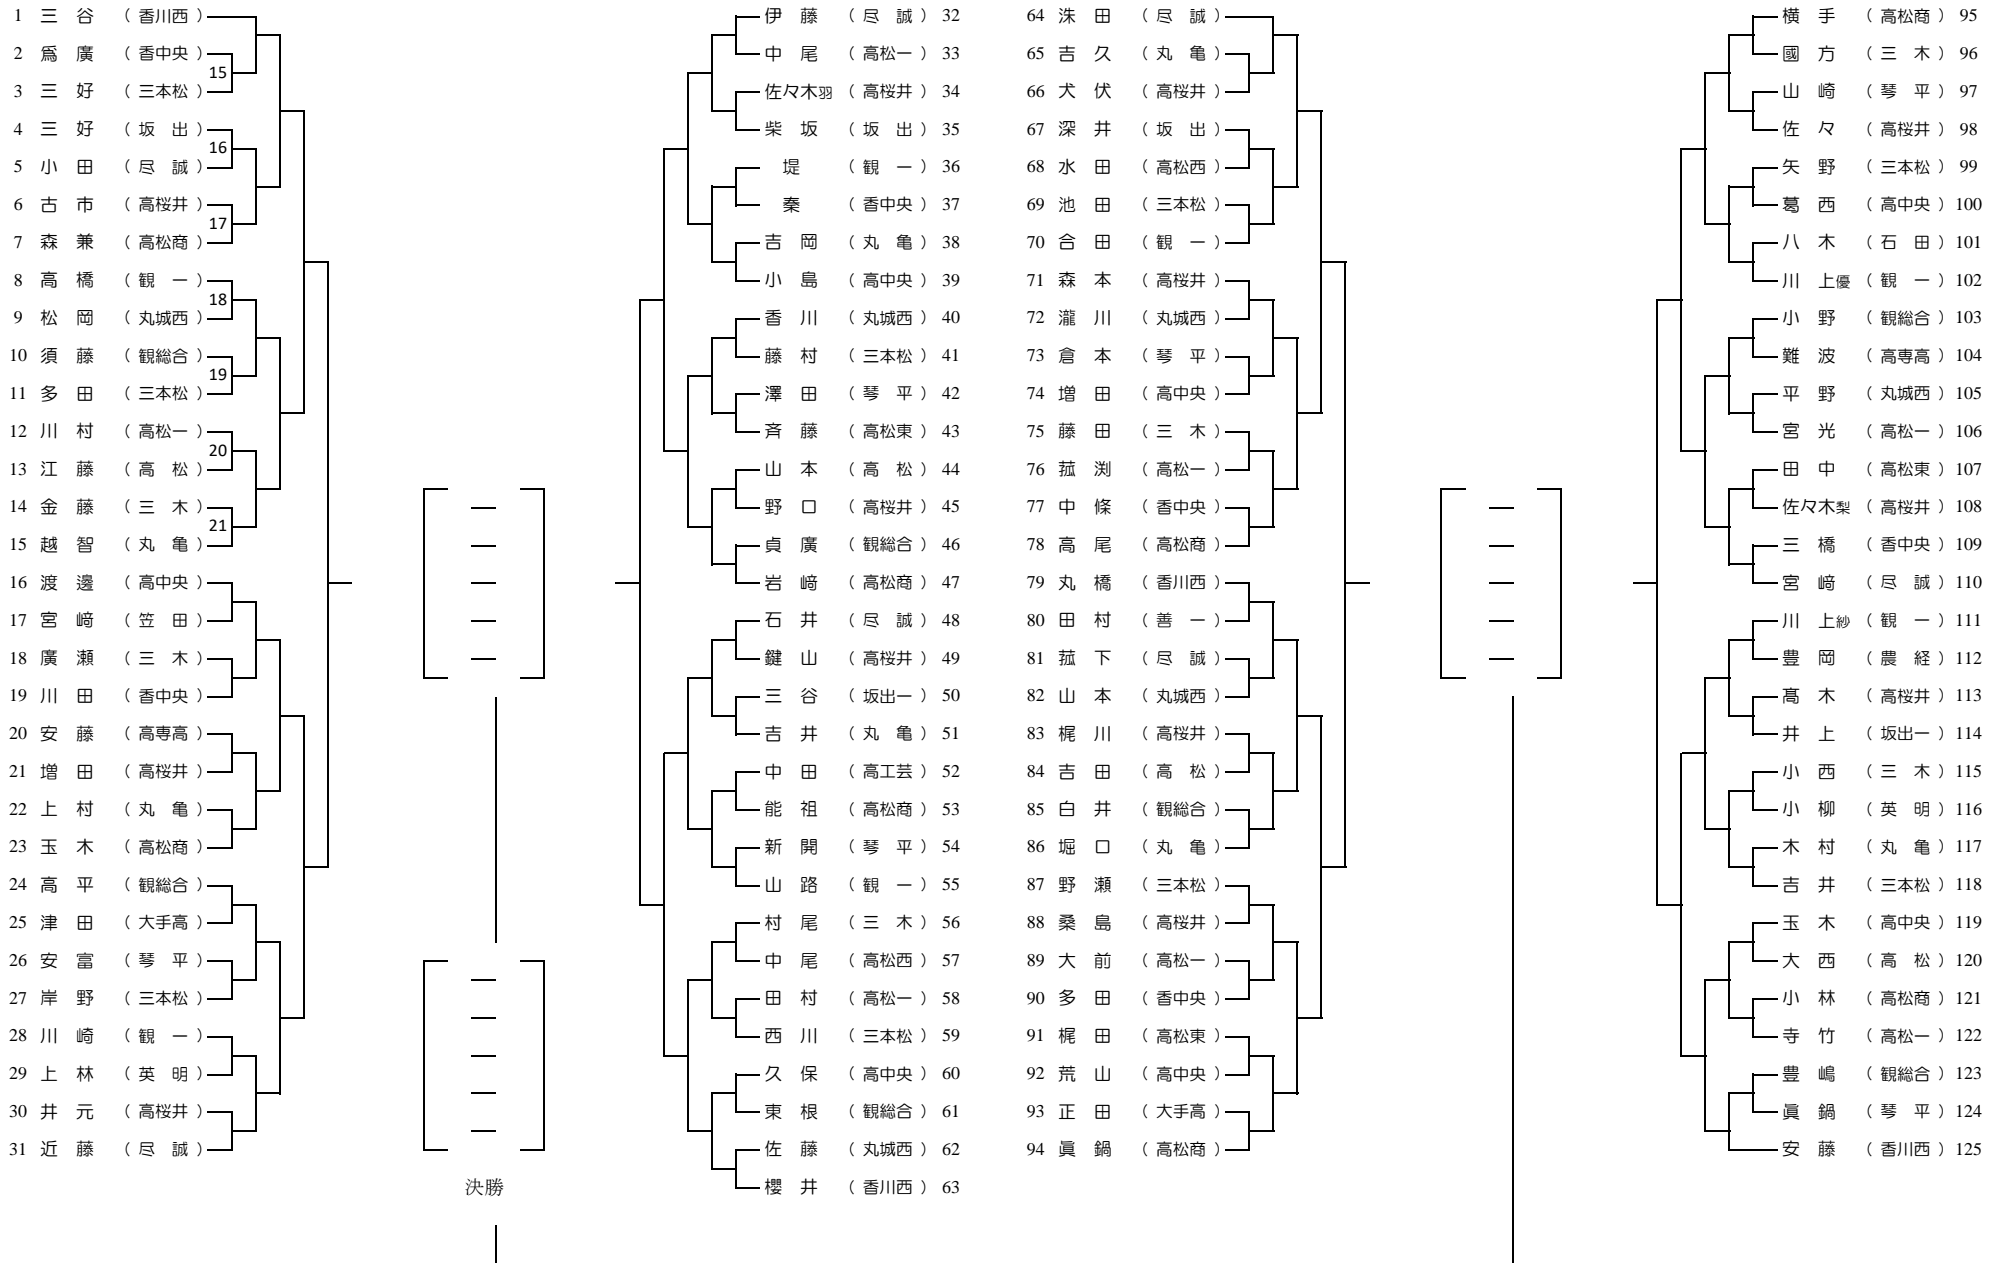 1 三 谷 （ 香川西 ）
2 爲 廣 （ 香中央 ）
15
3 三 好 （ 三本松 ）
4 三 好 （ 坂 出 ）
16
5 小 田 （ 尽 誠 ）
6 古 市 （ 高桜井 ）
17
7 森 兼 （ 高松商 ）
8 高 橋 （ 観 一 ）
18
9 松 岡 （ 丸城西 ）
10 須 藤 （ 観総合 ）
19
11 多 田 （ 三本松 ）
12 川 村 （ 高松一 ）
20
13 江 藤 （ 高 松 ）
14 金 藤 （ 三 木 ）
21
15 越 智 （ 丸 亀 ）
16 渡 邊 （ 高中央 ）
17 宮 﨑 （ 笠 田 ）
18 廣 瀬 （ 三 木 ）
19 川 田 （ 香中央 ）
20 安 藤 （ 高専高 ）
21 増 田 （ 高桜井 ）
22 上 村 （ 丸 亀 ）
23 玉 木 （ 高松商 ）
24 高 平 （ 観総合 ）
25 津 田 （ 大手高 ）
26 安 富 （ 琴 平 ）
27 岸 野 （ 三本松 ）
28 川 崎 （ 観 一 ）
29 上 林 （ 英 明 ）
30 井 元 （ 高桜井 ）
31 近 藤 （ 尽 誠 ）
決勝
伊 藤 （ 尽 誠 ） 32
中 尾 （ 高松一 ） 33
佐々木羽 （ 高桜井 ） 34
柴 坂 （ 坂 出 ） 35
堤 （ 観 一 ） 36
秦 （ 香中央 ） 37
吉 岡 （ 丸 亀 ） 38
小 島 （ 高中央 ） 39
香 川 （ 丸城西 ） 40
藤 村 （ 三本松 ） 41
澤 田 （ 琴 平 ） 42
斉 藤 （ 高松東 ） 43
山 本 （ 高 松 ） 44
野 口 （ 高桜井 ） 45
貞 廣 （ 観総合 ） 46
岩 﨑 （ 高松商 ） 47
石 井 （ 尽 誠 ） 48
鍵 山 （ 高桜井 ） 49
三 谷 （ 坂出一 ） 50
吉 井 （ 丸 亀 ） 51
中 田 （ 高工芸 ） 52
能 祖 （ 高松商 ） 53
新 開 （ 琴 平 ） 54
山 路 （ 観 一 ） 55
村 尾 （ 三 木 ） 56
中 尾 （ 高松西 ） 57
田 村 （ 高松一 ） 58
西 川 （ 三本松 ） 59
久 保 （ 高中央 ） 60
東 根 （ 観総合 ） 61
佐 藤 （ 丸城西 ） 62
櫻 井 （ 香川西 ） 63
64 洙 田 （ 尽 誠 ）
65 吉 久 （ 丸 亀 ）
66 犬 伏 （ 高桜井 ）
67 深 井 （ 坂 出 ）
68 水 田 （ 高松西 ）
69 池 田 （ 三本松 ）
70 合 田 （ 観 一 ）
71 森 本 （ 高桜井 ）
72 瀧 川 （ 丸城西 ）
73 倉 本 （ 琴 平 ）
74 増 田 （ 高中央 ）
75 藤 田 （ 三 木 ）
76 菰 渕 （ 高松一 ）
77 中 條 （ 香中央 ）
78 高 尾 （ 高松商 ）
79 丸 橋 （ 香川西 ）
80 田 村 （ 善 一 ）
81 菰 下 （ 尽 誠 ）
82 山 本 （ 丸城西 ）
83 梶 川 （ 高桜井 ）
84 吉 田 （ 高 松 ）
85 白 井 （ 観総合 ）
86 堀 口 （ 丸 亀 ）
87 野 瀬 （ 三本松 ）
88 桑 島 （ 高桜井 ）
89 大 前 （ 高松一 ）
90 多 田 （ 香中央 ）
91 梶 田 （ 高松東 ）
92 荒 山 （ 高中央 ）
93 正 田 （ 大手高 ）
94 眞 鍋 （ 高松商 ）
横 手 （ 高松商 ） 95
國 方 （ 三 木 ） 96
山 崎 （ 琴 平 ） 97
佐 々 （ 高桜井 ） 98
矢 野 （ 三本松 ） 99
葛 西 （ 高中央 ） 100
八 木 （ 石 田 ） 101
川 上優 （ 観 一 ） 102
小 野 （ 観総合 ） 103
難 波 （ 高専高 ） 104
平 野 （ 丸城西 ） 105
宮 光 （ 高松一 ） 106
田 中 （ 高松東 ） 107
佐々木梨 （ 高桜井 ） 108
三 橋 （ 香中央 ） 109
宮 﨑 （ 尽 誠 ） 110
川 上紗 （ 観 一 ） 111
豊 岡 （ 農 経 ） 112
髙 木 （ 高桜井 ） 113
井 上 （ 坂出一 ） 114
小 西 （ 三 木 ） 115
小 柳 （ 英 明 ） 116
木 村 （ 丸 亀 ） 117
吉 井 （ 三本松 ） 118
玉 木 （ 高中央 ） 119
大 西 （ 高 松 ） 120
小 林 （ 高松商 ） 121
寺 竹 （ 高松一 ） 122
豊 嶋 （ 観総合 ） 123
眞 鍋 （ 琴 平 ） 124
安 藤 （ 香川西 ） 125